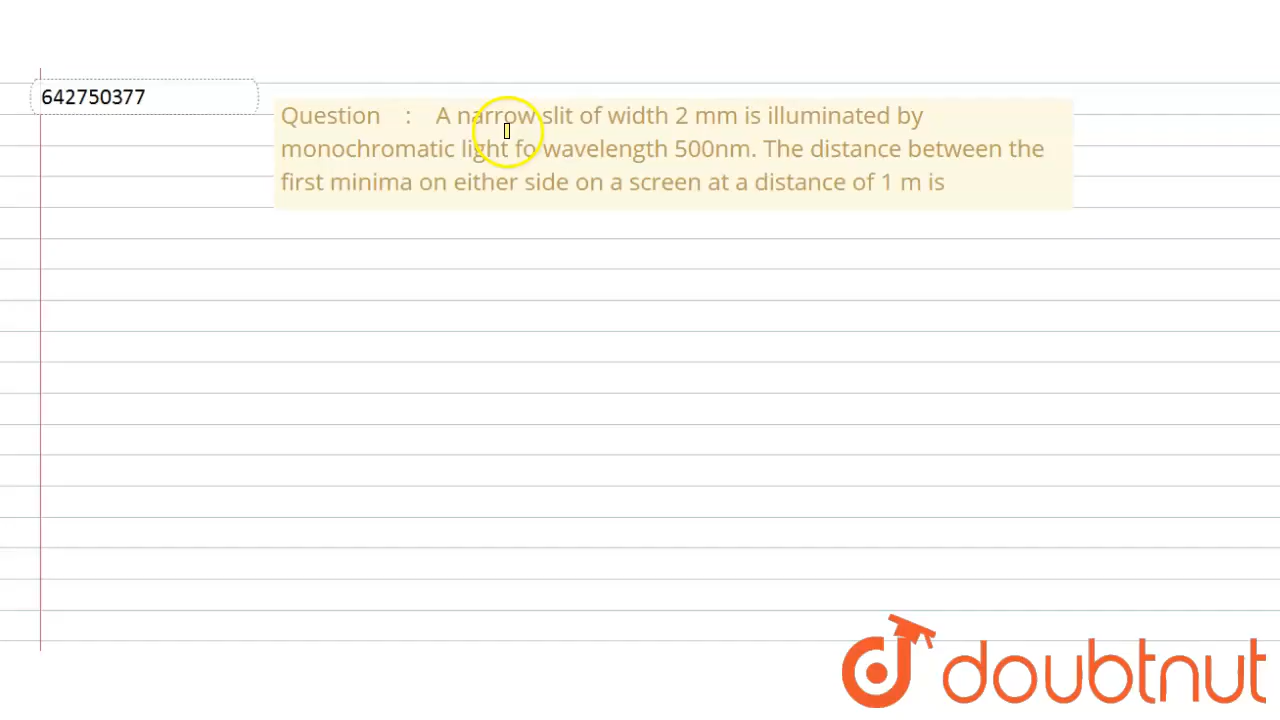 642750377
Question : A narrow slit of width 2 mm is illuminated by
monochromatic light fo wavelength 500nm. The distance between the
first minima on either side on a screen at a distance of 1 m is
doubtnut